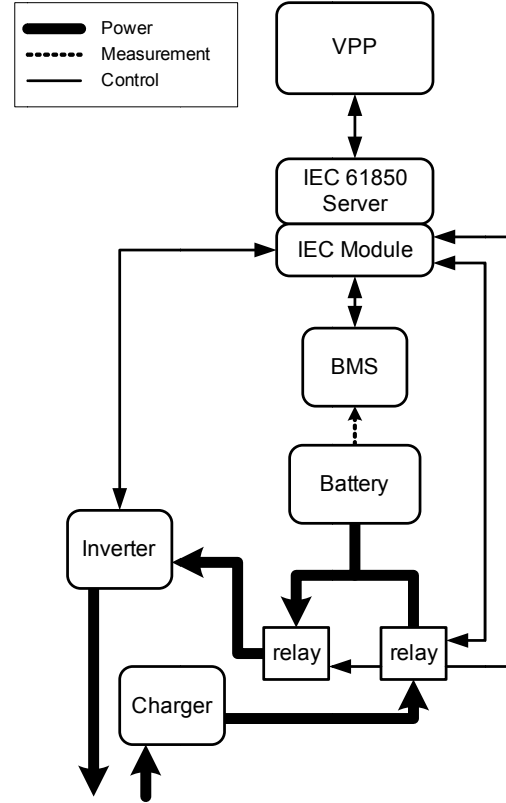 Power
Measurement
Control
VPP
IEC 61850
Server
IEC Module
BMS
Battery
Inverter
relay
relay
Charger